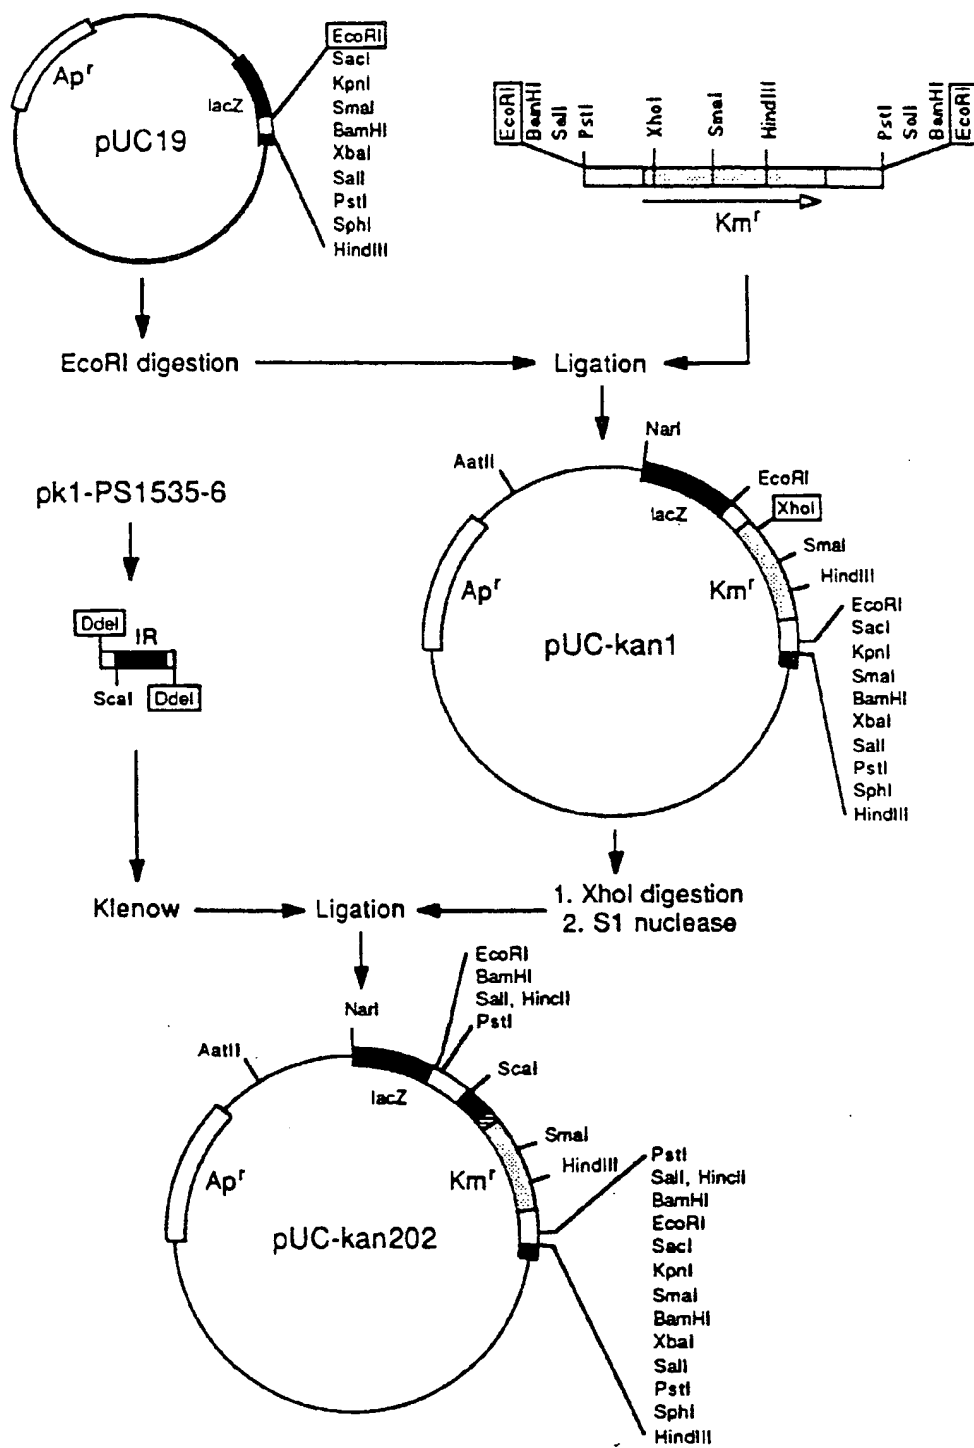 EcoRI
SacI
KpnI
SmaI
BamHI
XbaI
SalI
PstI
SphI
HindIII
Apʳ
lacZ
pUC19
EcoRI
BamHI
SalI
PstI
XhoI
SmaI
HindIII
PstI
SalI
BamHI
EcoRI
Kmʳ
EcoRI digestion
Ligation
pk1-PS1535-6
DdeI
IR
ScaI
DdeI
NarI
AatII
EcoRI
lacZ
XhoI
SmaI
HindIII
Apʳ
Kmʳ
pUC-kan1
EcoRI
SacI
KpnI
SmaI
BamHI
XbaI
SalI
PstI
SphI
HindIII
Klenow
Ligation
1. XhoI digestion
2. S1 nuclease
EcoRI
BamHI
SalI, HincII
PstI
NarI
AatII
ScaI
lacZ
SmaI
HindIII
Apʳ
Kmʳ
pUC-kan202
PstI
SalI, HincII
BamHI
EcoRI
SacI
KpnI
SmaI
BamHI
XbaI
SalI
PstI
SphI
HindIII